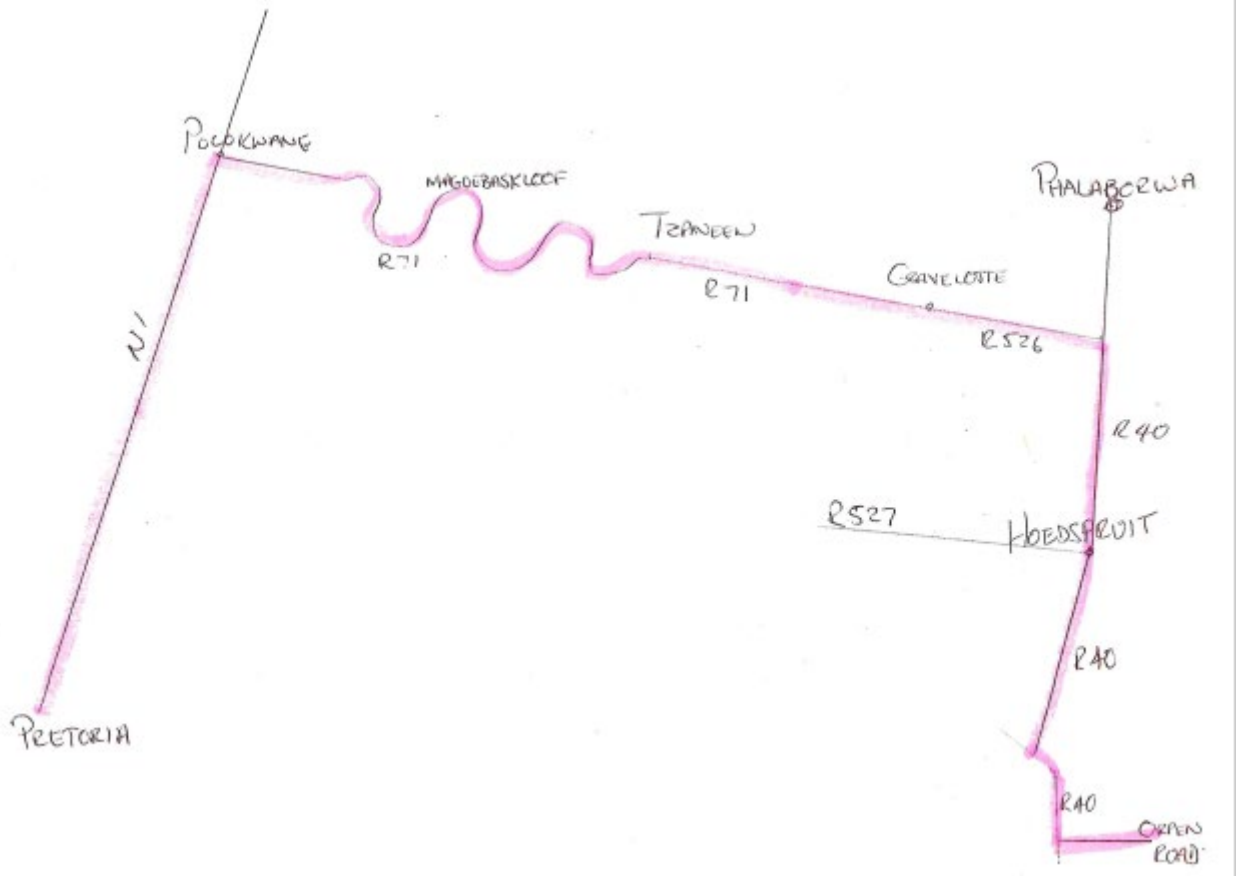 POLOKWANE
MAGOEBASKLOOF
PHALABORWA
TZANEEN
R71
R71
GRAVELOTTE
R526
N1
R40
R527
HOEDSPRUIT
R40
PRETORIA
R40
ORPEN
ROAD